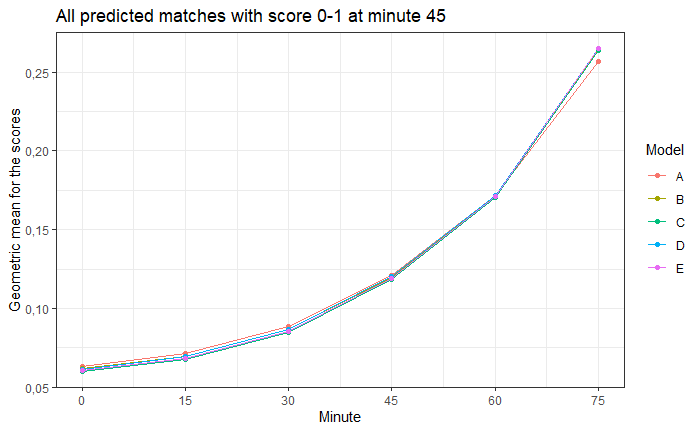 All predicted matches with score 0-1 at minute 45
Geometric mean for the scores
0,25
0,20
0,15
0,10
0,05
0 15 30 45 60 75
Minute
Model
A
B
C
D
E